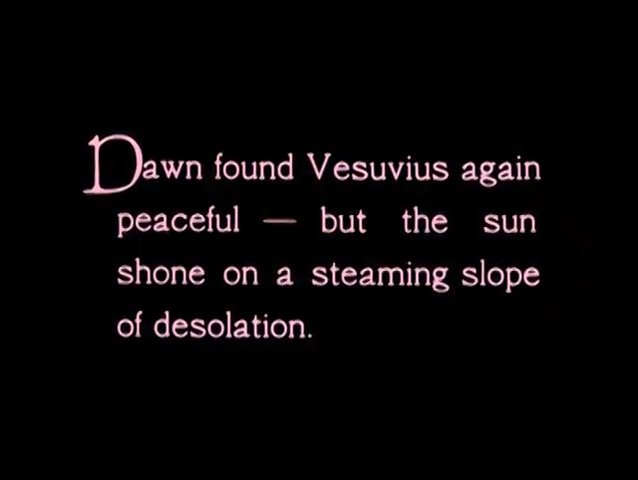 Dawn found Vesuvius again
peaceful — but the sun
shone on a steaming slope
of desolation.